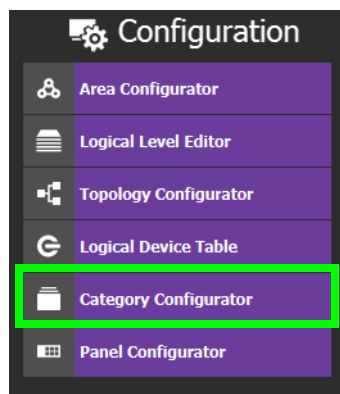 Configuration
Area Configurator
Logical Level Editor
Topology Configurator
Logical Device Table
Category Configurator
Panel Configurator